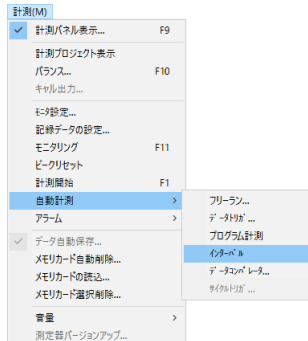 計測(M)
計測パネル表示... F9
計測プロジェクト表示
バランス... F10
キャル出力...
ﾓﾆﾀ設定...
記録データの設定...
モニタリング F11
ピークリセット
計測開始 F1
自動計測 >
アラーム >
データ自動保存...
メモリカード自動削除...
メモリカードの読込...
メモリカード選択削除...
音量 >
測定器バージョンアップ...
フリーラン...
ﾃﾞｰﾀﾄﾘｶﾞ...
プログラム計測
ｲﾝﾀｰﾊﾞﾙ
ﾃﾞｰﾀｺﾝﾊﾟﾚｰﾀ...
ｻｲｸﾙﾄﾘｶﾞ...